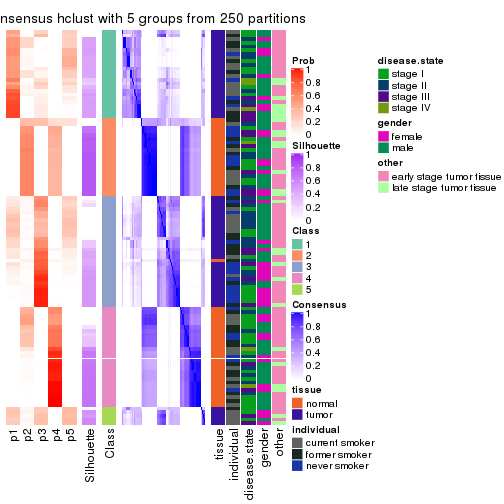 nsensus hclust with 5 groups from 250 partitions
Prob
1
0.8
0.6
0.4
0.2
0
Silhouette
1
0.8
0.6
0.4
0.2
0
Class
1
2
3
4
5
Consensus
1
0.8
0.6
0.4
0.2
0
tissue
normal
tumor
individual
current smoker
former smoker
never smoker
disease.state
stage I
stage II
stage III
stage IV
gender
female
male
other
early stage tumor tissue
late stage tumor tissue
p1
p2
p3
p4
p5
Silhouette
Class
tissue
individual
disease.state
gender
other